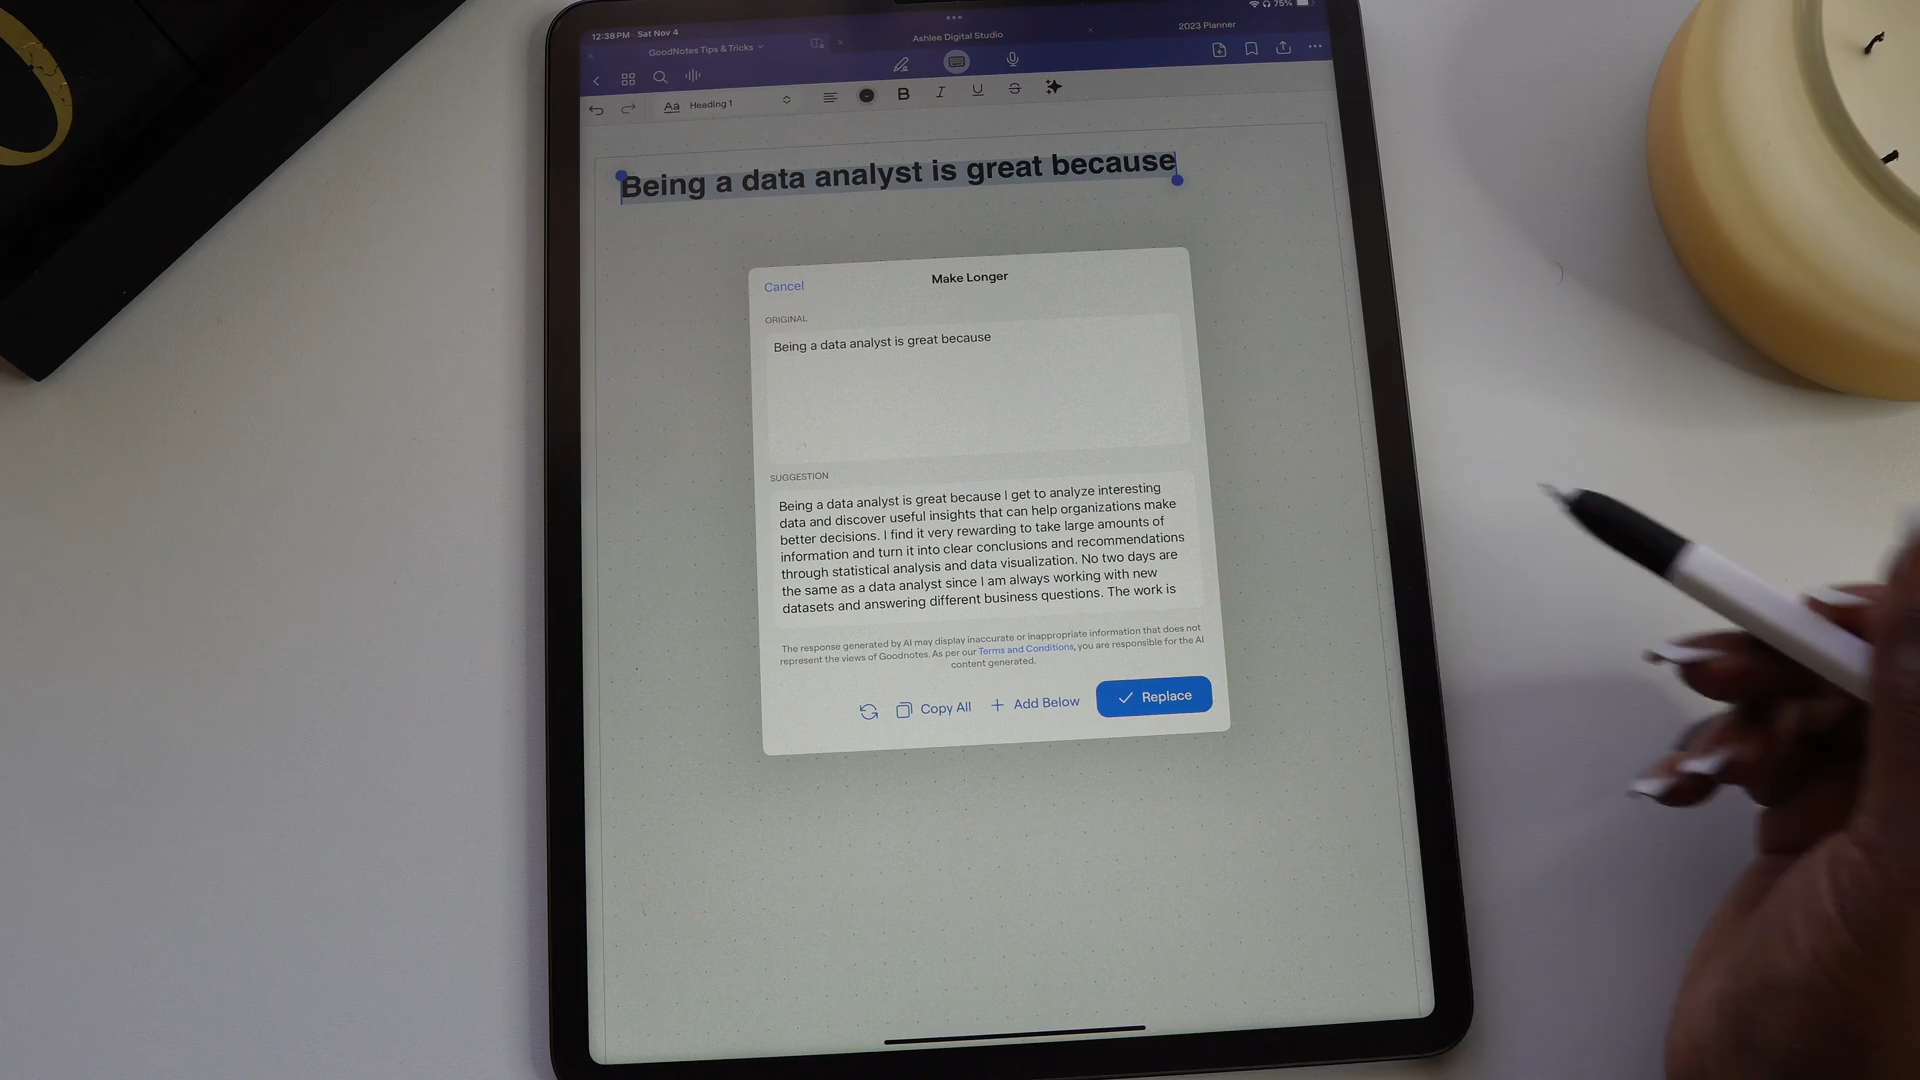 12:38 PM Sat Nov 4
75%
GoodNotes Tips & Tricks
Ashlee Digital Studio
2023 Planner
Aa Heading 1
B I U S
Being a data analyst is great because
Cancel
Make Longer
ORIGINAL
Being a data analyst is great because
SUGGESTION
Being a data analyst is great because I get to analyze interesting
data and discover useful insights that can help organizations make
better decisions. I find it very rewarding to take large amounts of
information and turn it into clear conclusions and recommendations
through statistical analysis and data visualization. No two days are
the same as a data analyst since I am always working with new
datasets and answering different business questions. The work is
The response generated by AI may display inaccurate or inappropriate information that does not
represent the views of Goodnotes. As per our Terms and Conditions, you are responsible for the AI
content generated.
Copy All
Add Below
Replace